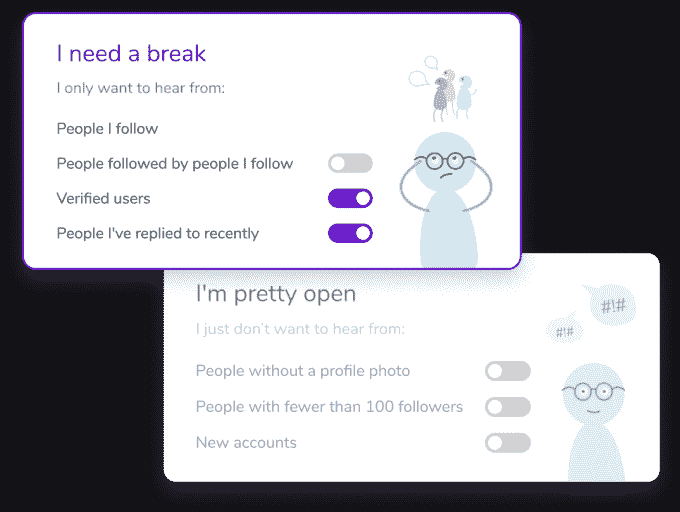 I need a break
I only want to hear from:
People I follow
People followed by people I follow
Verified users
People I've replied to recently
I'm pretty open
I just don't want to hear from:
People without a profile photo
People with fewer than 100 followers
New accounts
#!#
#!#